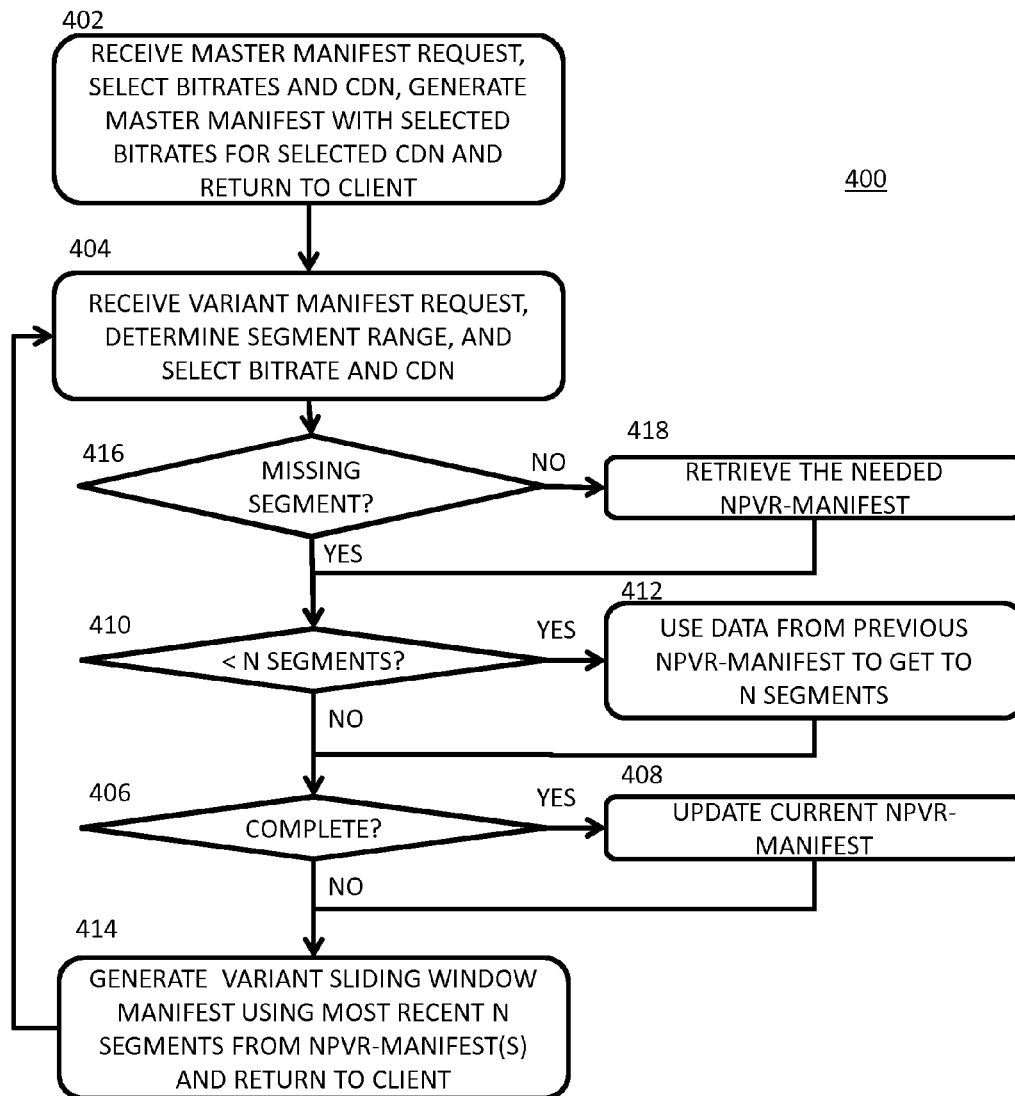 402
RECEIVE MASTER MANIFEST REQUEST,
SELECT BITRATES AND CDN, GENERATE
MASTER MANIFEST WITH SELECTED
BITRATES FOR SELECTED CDN AND
RETURN TO CLIENT
400
404
RECEIVE VARIANT MANIFEST REQUEST,
DETERMINE SEGMENT RANGE, AND
SELECT BITRATE AND CDN
416
MISSING
SEGMENT?
NO
YES
418
RETRIEVE THE NEEDED
NPVR-MANIFEST
410
< N SEGMENTS?
YES
NO
412
USE DATA FROM PREVIOUS
NPVR-MANIFEST TO GET TO
N SEGMENTS
406
COMPLETE?
YES
NO
408
UPDATE CURRENT NPVR-
MANIFEST
414
GENERATE VARIANT SLIDING WINDOW
MANIFEST USING MOST RECENT N
SEGMENTS FROM NPVR-MANIFEST(S)
AND RETURN TO CLIENT